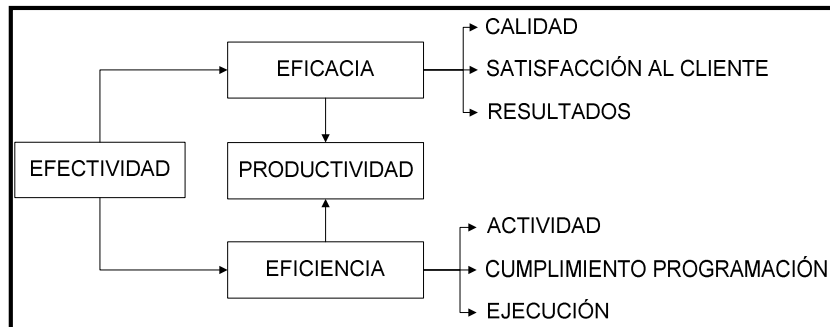 CALIDAD
EFICACIA
SATISFACCIÓN AL CLIENTE
RESULTADOS
EFECTIVIDAD
PRODUCTIVIDAD
ACTIVIDAD
EFICIENCIA
CUMPLIMIENTO PROGRAMACIÓN
EJECUCIÓN